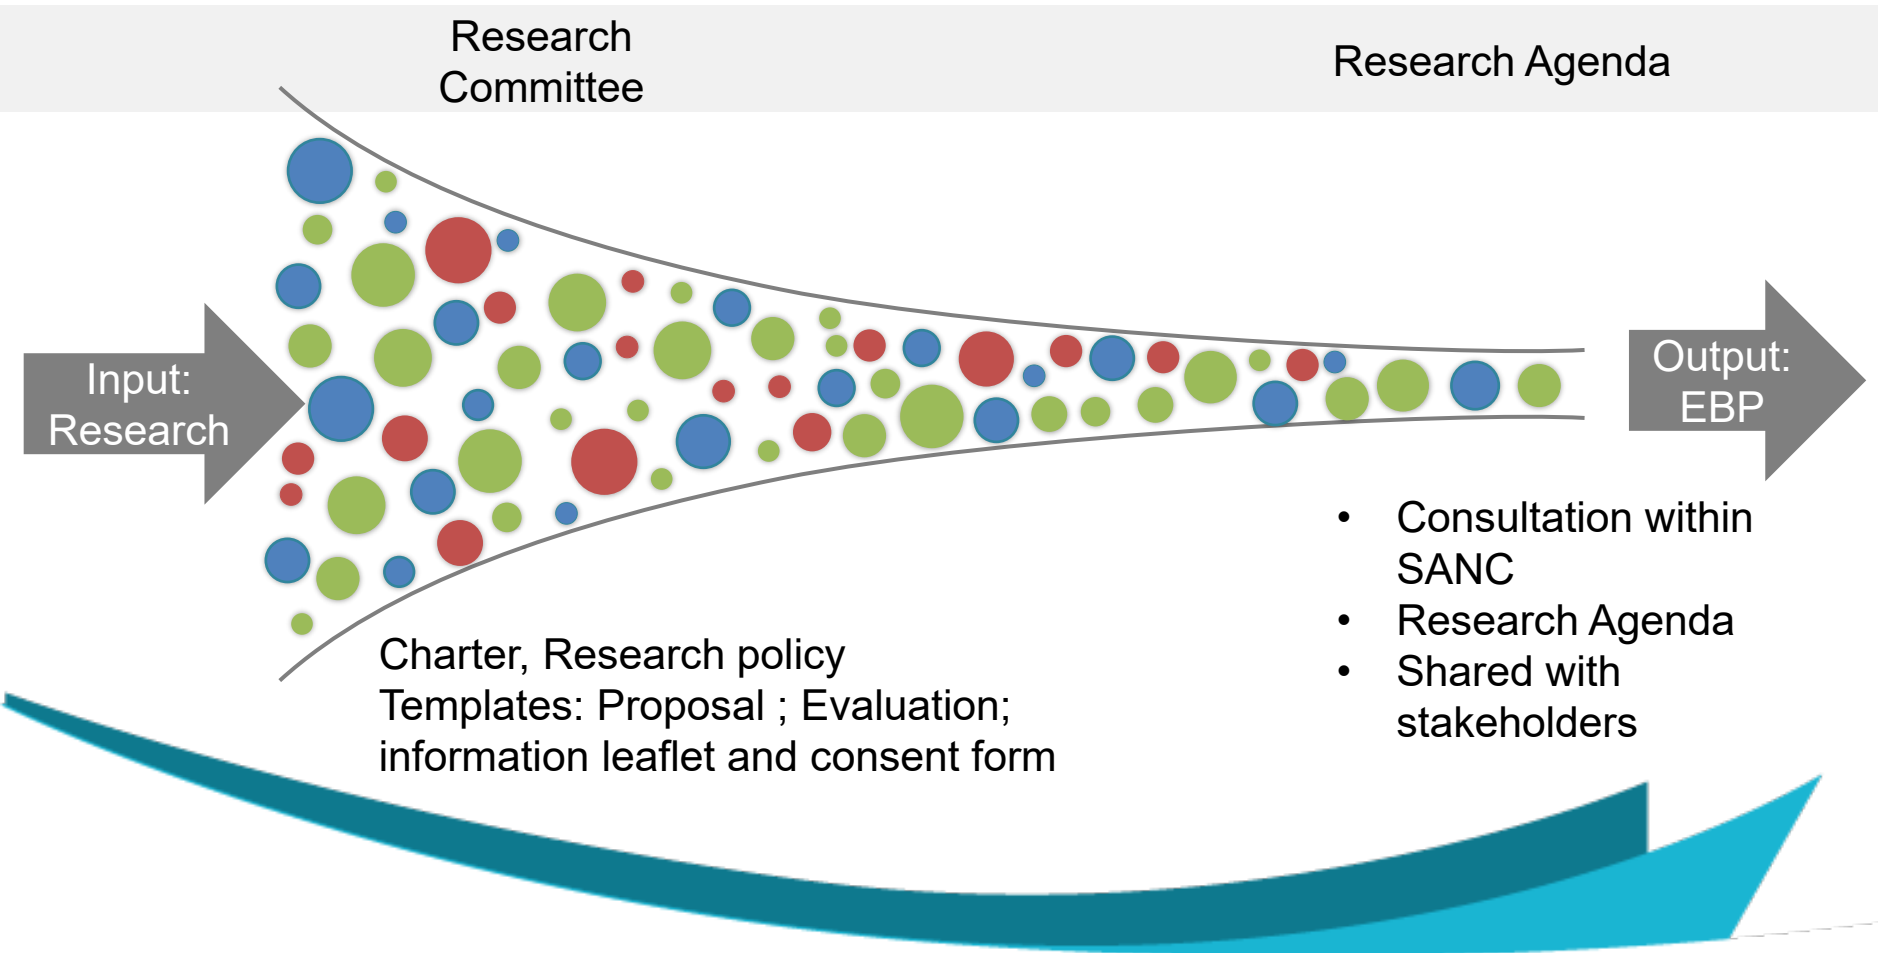 Research
Committee
Research Agenda
Input:
Research
Output:
EBP
Charter, Research policy
Templates: Proposal ; Evaluation;
information leaflet and consent form
• Consultation within
SANC
• Research Agenda
• Shared with
stakeholders